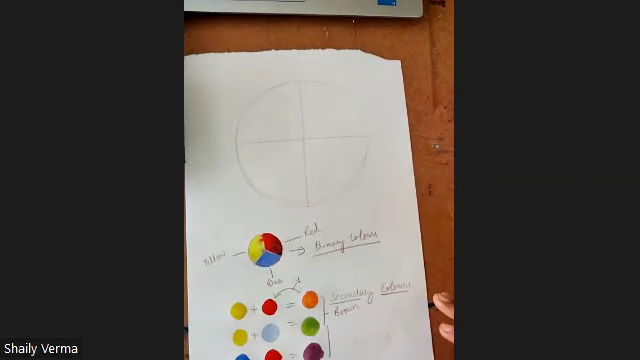 Red
Primary Colours
Yellow
Blue
+ =
Secondary Colours
Brown
+ =
+ =
Shaily Verma